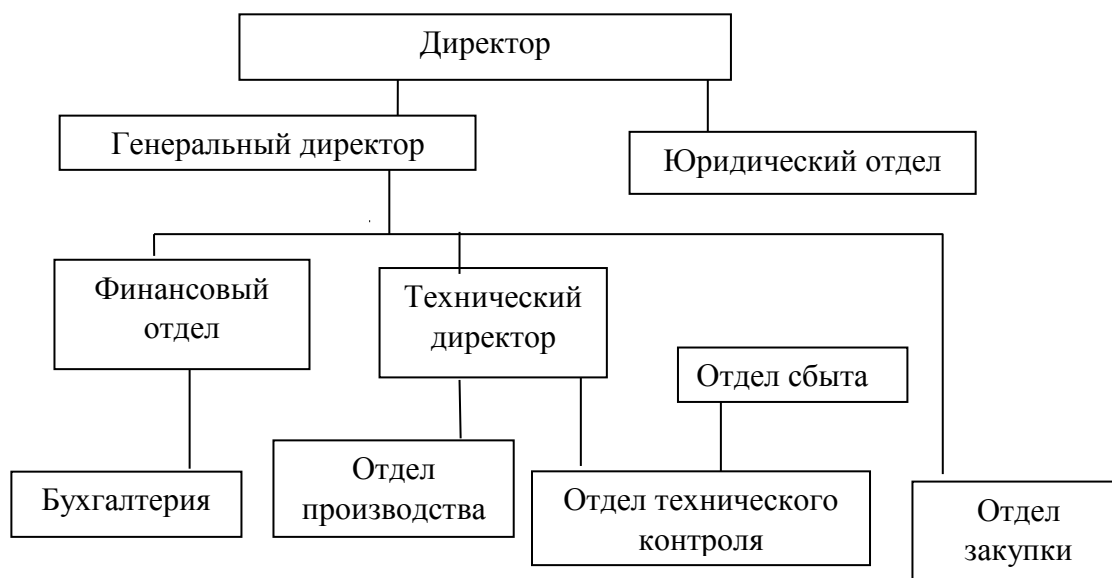 Директор
Генеральный директор
Юридический отдел
Финансовый
отдел
Технический
директор
Отдел сбыта
Бухгалтерия
Отдел
производства
Отдел технического
контроля
Отдел
закупки